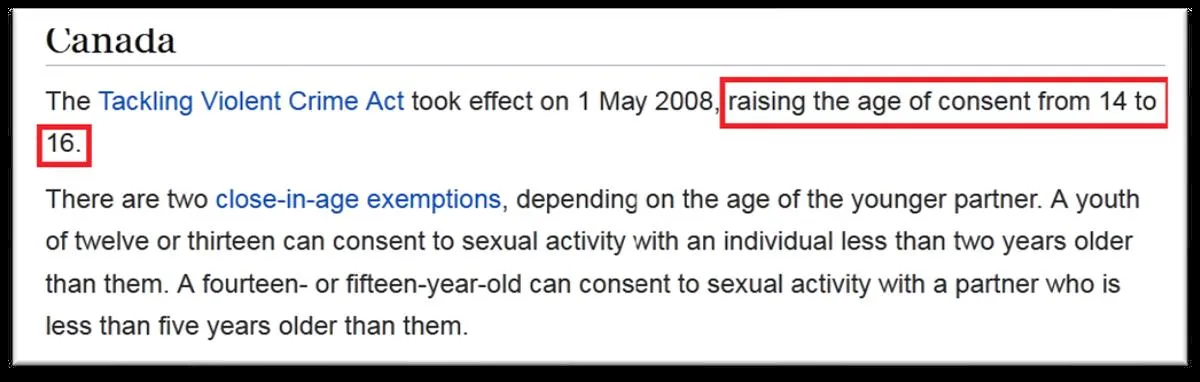 Canada
The Tackling Violent Crime Act took effect on 1 May 2008, raising the age of consent from 14 to
16.
There are two close-in-age exemptions, depending on the age of the younger partner. A youth
of twelve or thirteen can consent to sexual activity with an individual less than two years older
than them. A fourteen- or fifteen-year-old can consent to sexual activity with a partner who is
less than five years older than them.